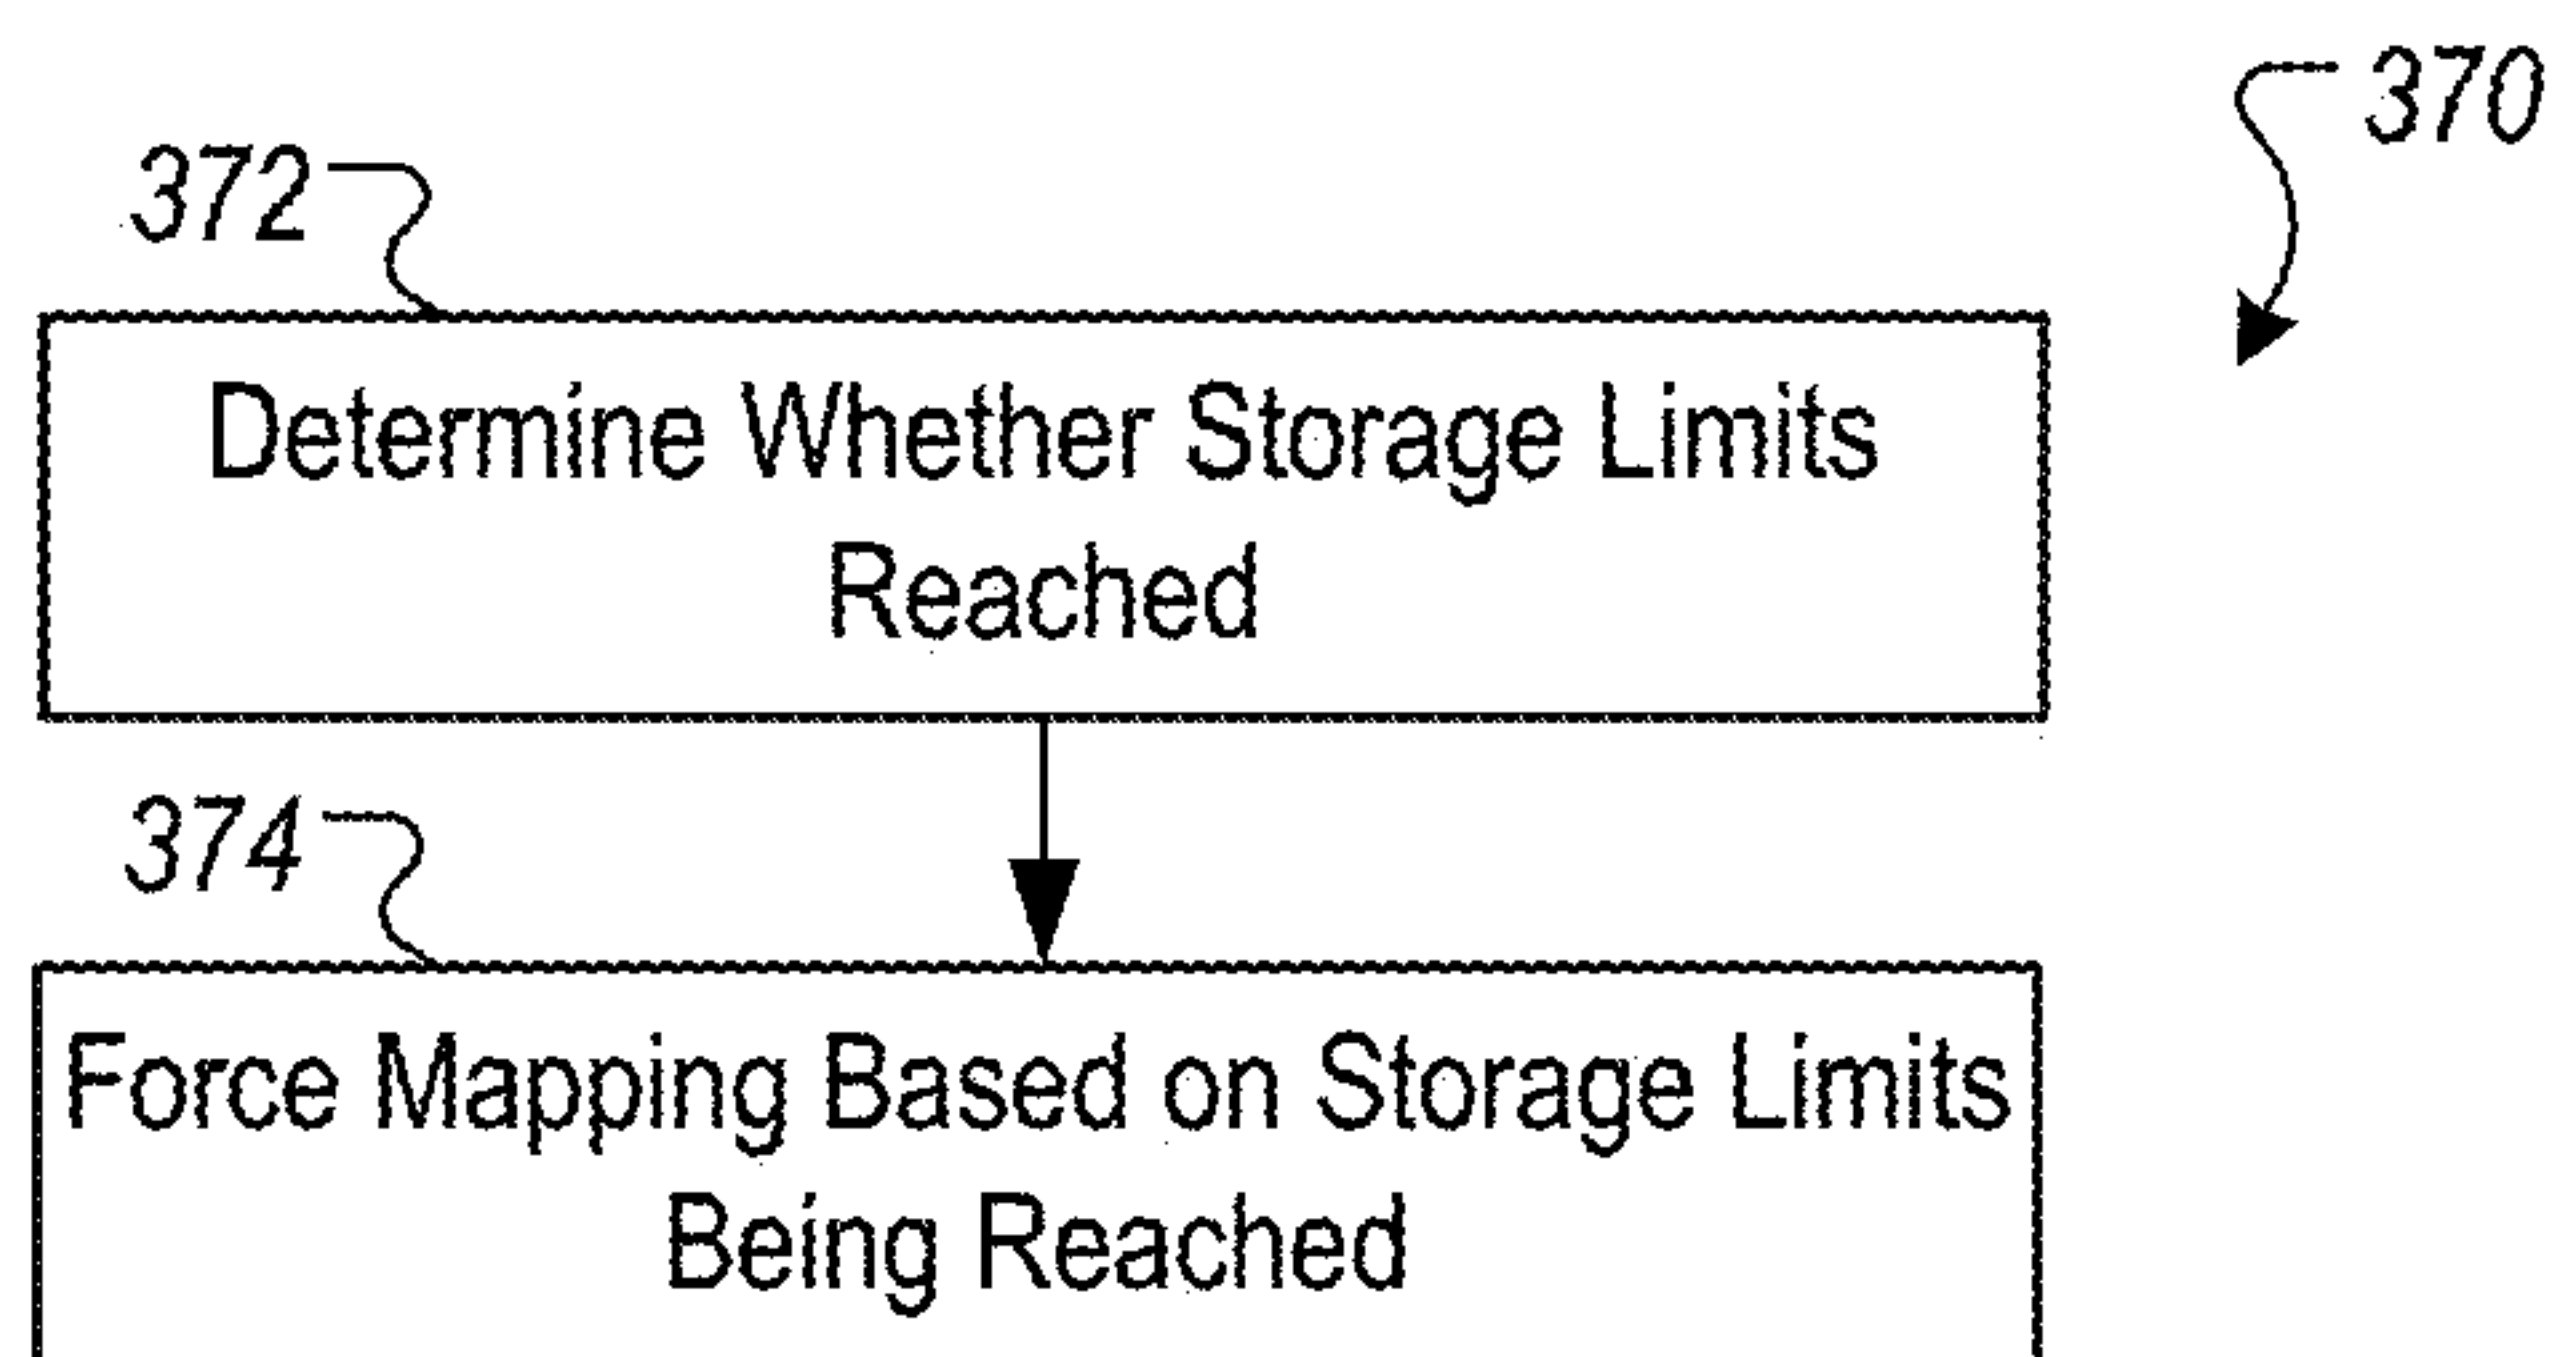 370
372
Determine Whether Storage Limits
Reached
374
Force Mapping Based on Storage Limits
Being Reached